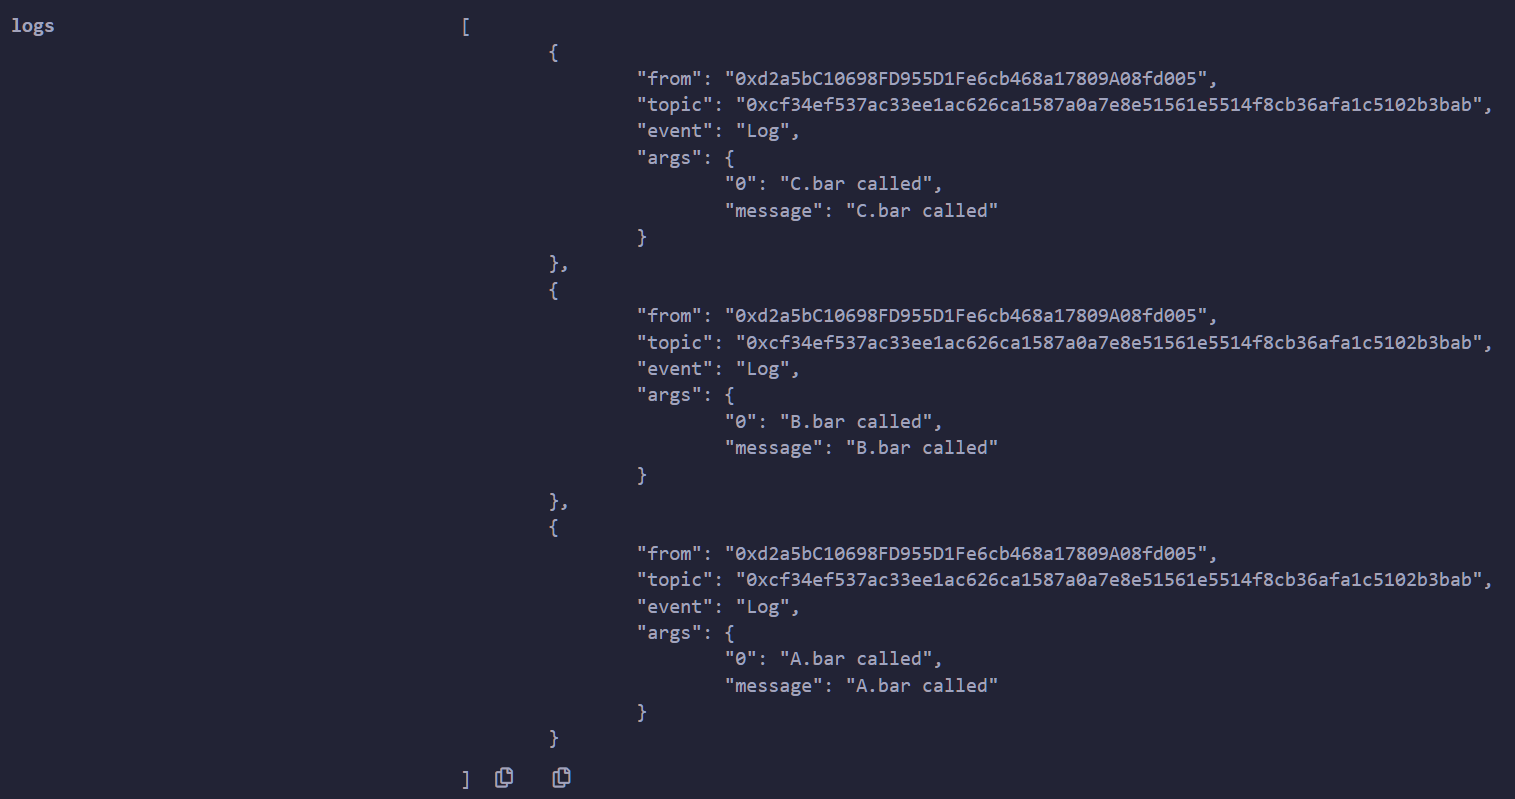 logs [
{
"from": "0xd2a5bC10698FD955D1Fe6cb468a17809A08fd005",
"topic": "0xcf34ef537ac33ee1ac626ca1587a0a7e8e51561e5514f8cb36afa1c5102b3bab",
"event": "Log",
"args": {
"0": "C.bar called",
"message": "C.bar called"
}
},
{
"from": "0xd2a5bC10698FD955D1Fe6cb468a17809A08fd005",
"topic": "0xcf34ef537ac33ee1ac626ca1587a0a7e8e51561e5514f8cb36afa1c5102b3bab",
"event": "Log",
"args": {
"0": "B.bar called",
"message": "B.bar called"
}
},
{
"from": "0xd2a5bC10698FD955D1Fe6cb468a17809A08fd005",
"topic": "0xcf34ef537ac33ee1ac626ca1587a0a7e8e51561e5514f8cb36afa1c5102b3bab",
"event": "Log",
"args": {
"0": "A.bar called",
"message": "A.bar called"
}
}
]